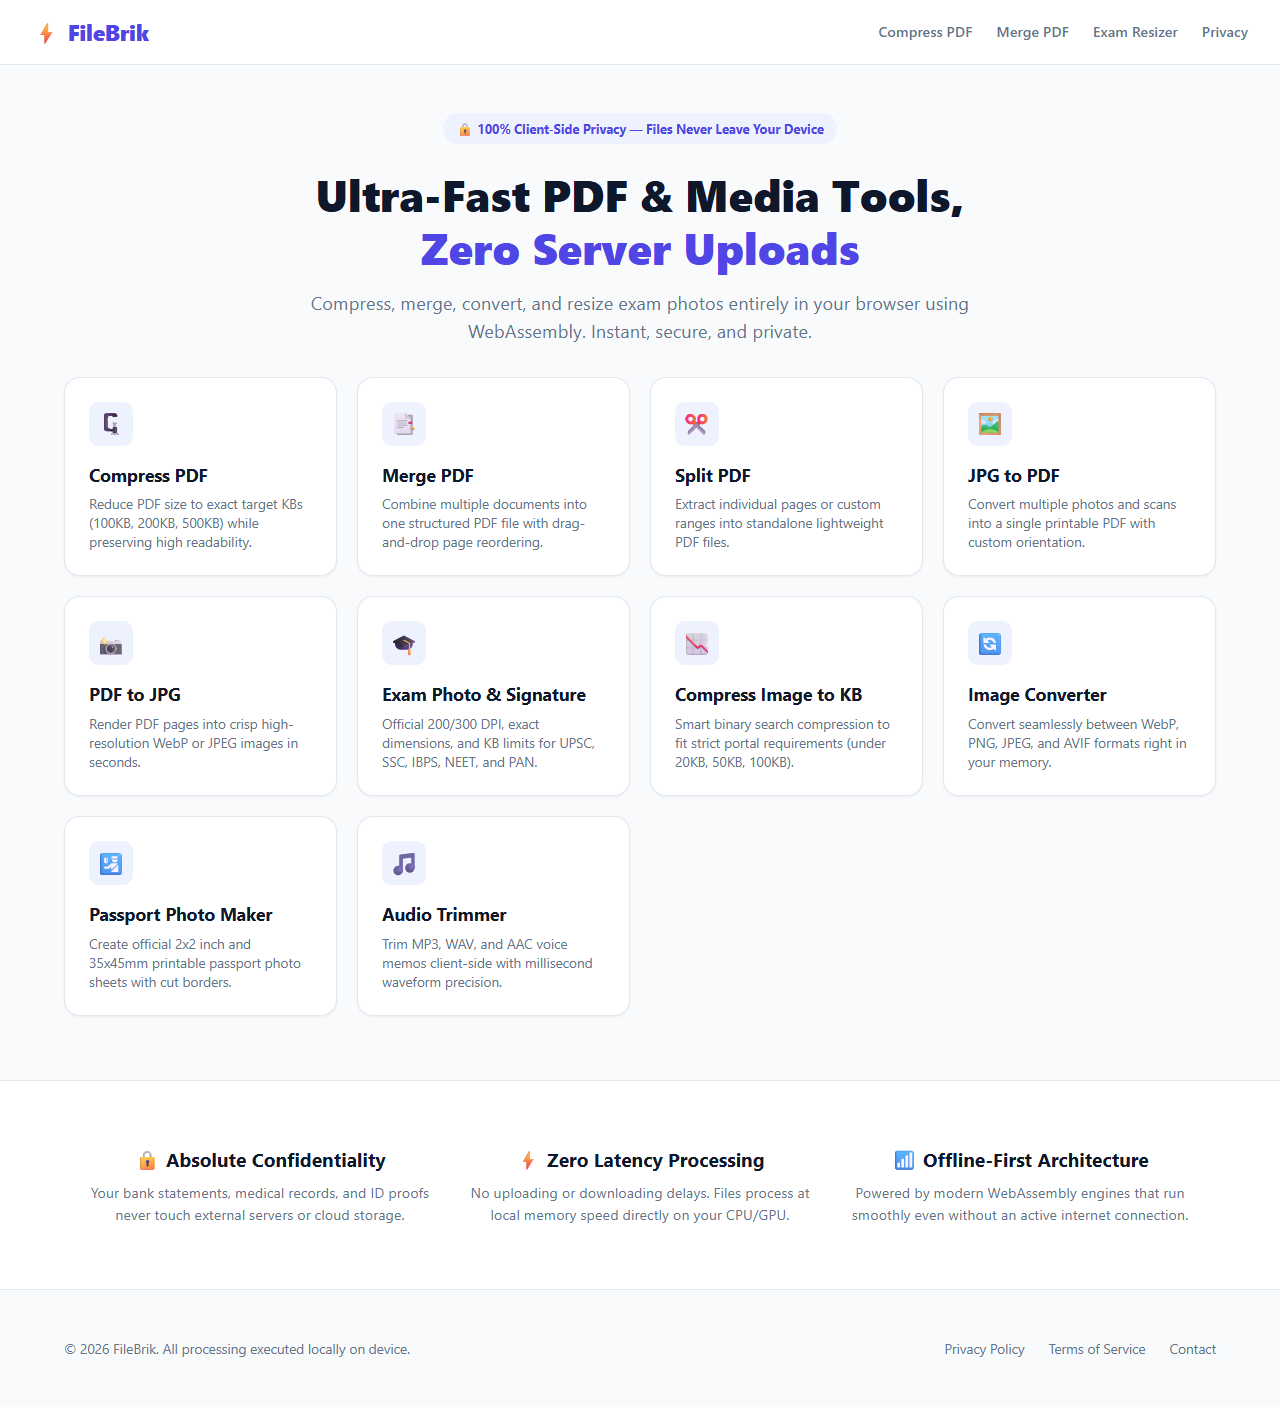 FileBrik
Compress PDF Merge PDF Exam Resizer Privacy
100% Client-Side Privacy — Files Never Leave Your Device
Ultra-Fast PDF & Media Tools,
Zero Server Uploads
Compress, merge, convert, and resize exam photos entirely in your browser using
WebAssembly. Instant, secure, and private.
Compress PDF
Reduce PDF size to exact target KBs
(100KB, 200KB, 500KB) while
preserving high readability.
Merge PDF
Combine multiple documents into
one structured PDF file with drag-
and-drop page reordering.
Split PDF
Extract individual pages or custom
ranges into standalone lightweight
PDF files.
JPG to PDF
Convert multiple photos and scans
into a single printable PDF with
custom orientation.
PDF to JPG
Render PDF pages into crisp high-
resolution WebP or JPEG images in
seconds.
Exam Photo & Signature
Official 200/300 DPI, exact
dimensions, and KB limits for UPSC,
SSC, IBPS, NEET, and PAN.
Compress Image to KB
Smart binary search compression to
fit strict portal requirements (under
20KB, 50KB, 100KB).
Image Converter
Convert seamlessly between WebP,
PNG, JPEG, and AVIF formats right in
your memory.
Passport Photo Maker
Create official 2x2 inch and
35x45mm printable passport photo
sheets with cut borders.
Audio Trimmer
Trim MP3, WAV, and AAC voice
memos client-side with millisecond
waveform precision.
Absolute Confidentiality
Your bank statements, medical records, and ID proofs
never touch external servers or cloud storage.
Zero Latency Processing
No uploading or downloading delays. Files process at
local memory speed directly on your CPU/GPU.
Offline-First Architecture
Powered by modern WebAssembly engines that run
smoothly even without an active internet connection.
© 2026 FileBrik. All processing executed locally on device.
Privacy Policy Terms of Service Contact